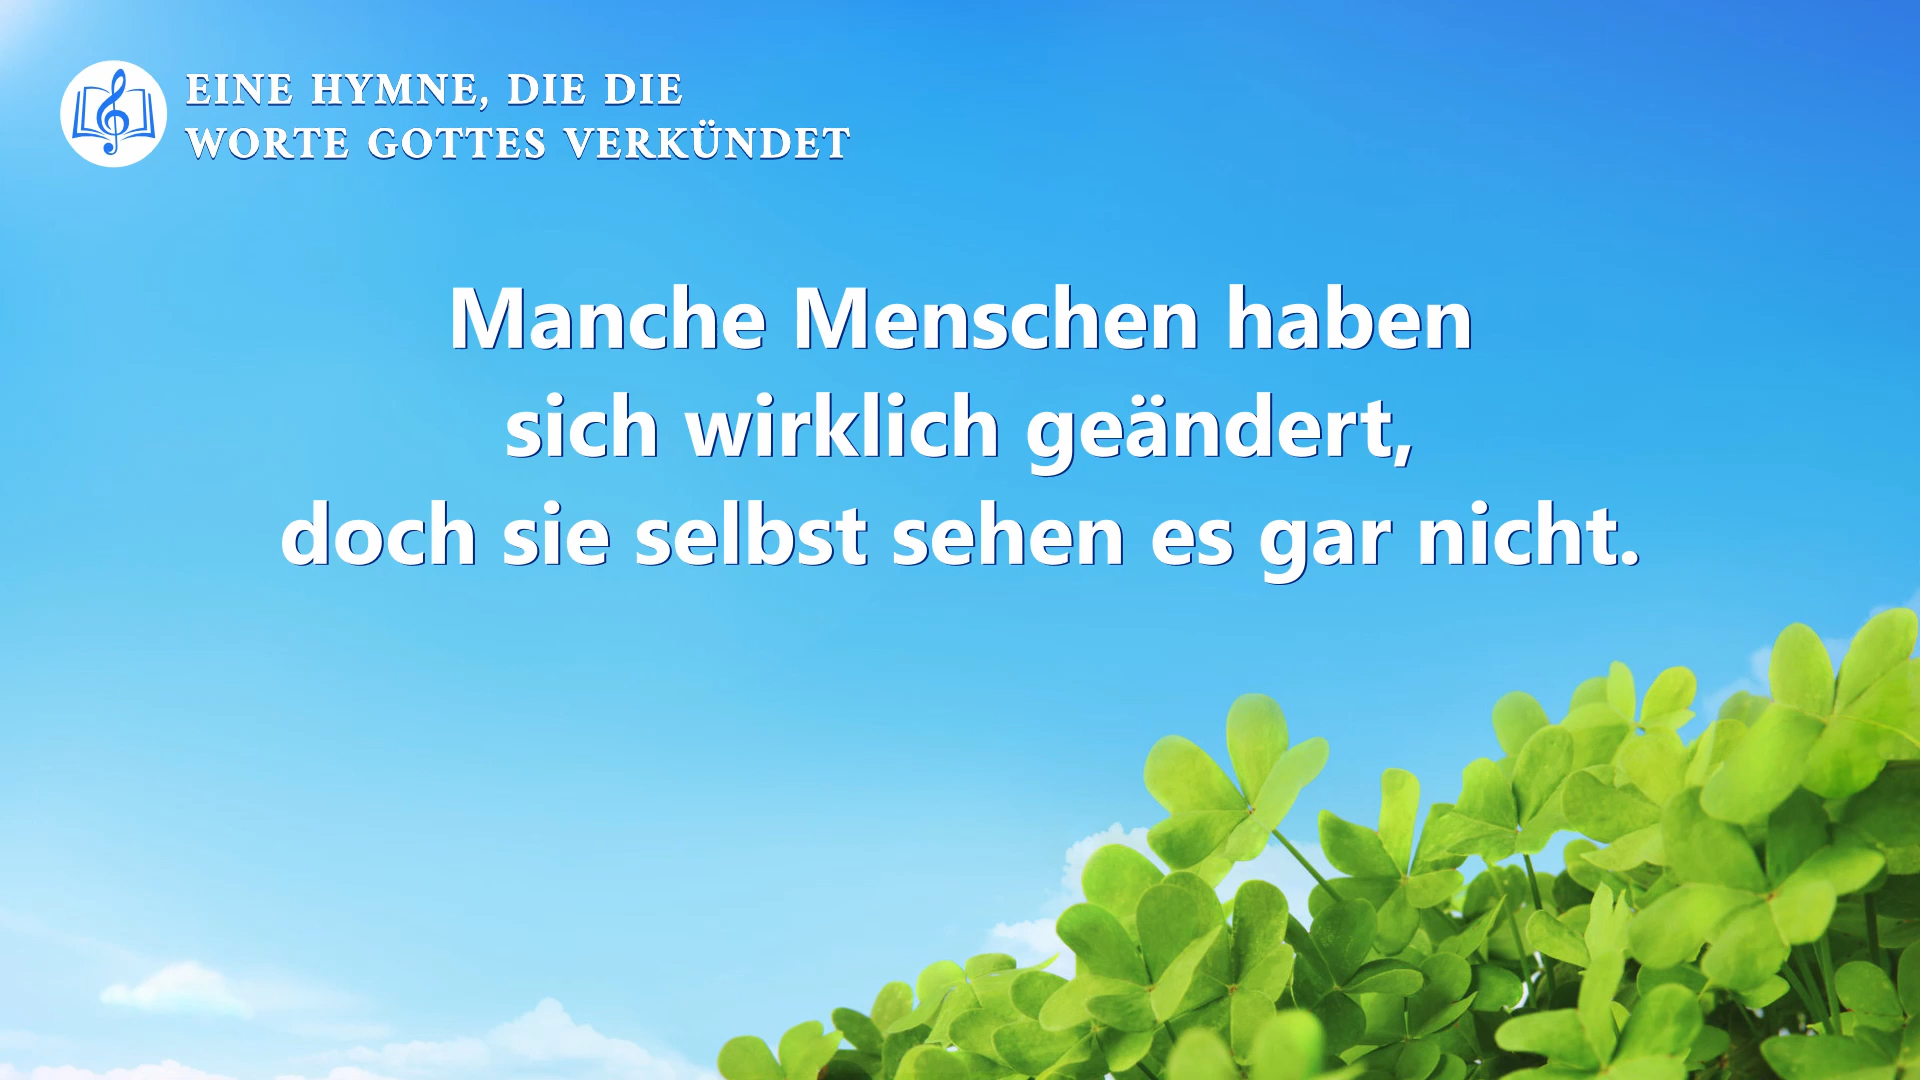 EINE HYMNE, DIE DIE
WORTE GOTTES VERKÜNDET
Manche Menschen haben
sich wirklich geändert,
doch sie selbst sehen es gar nicht.